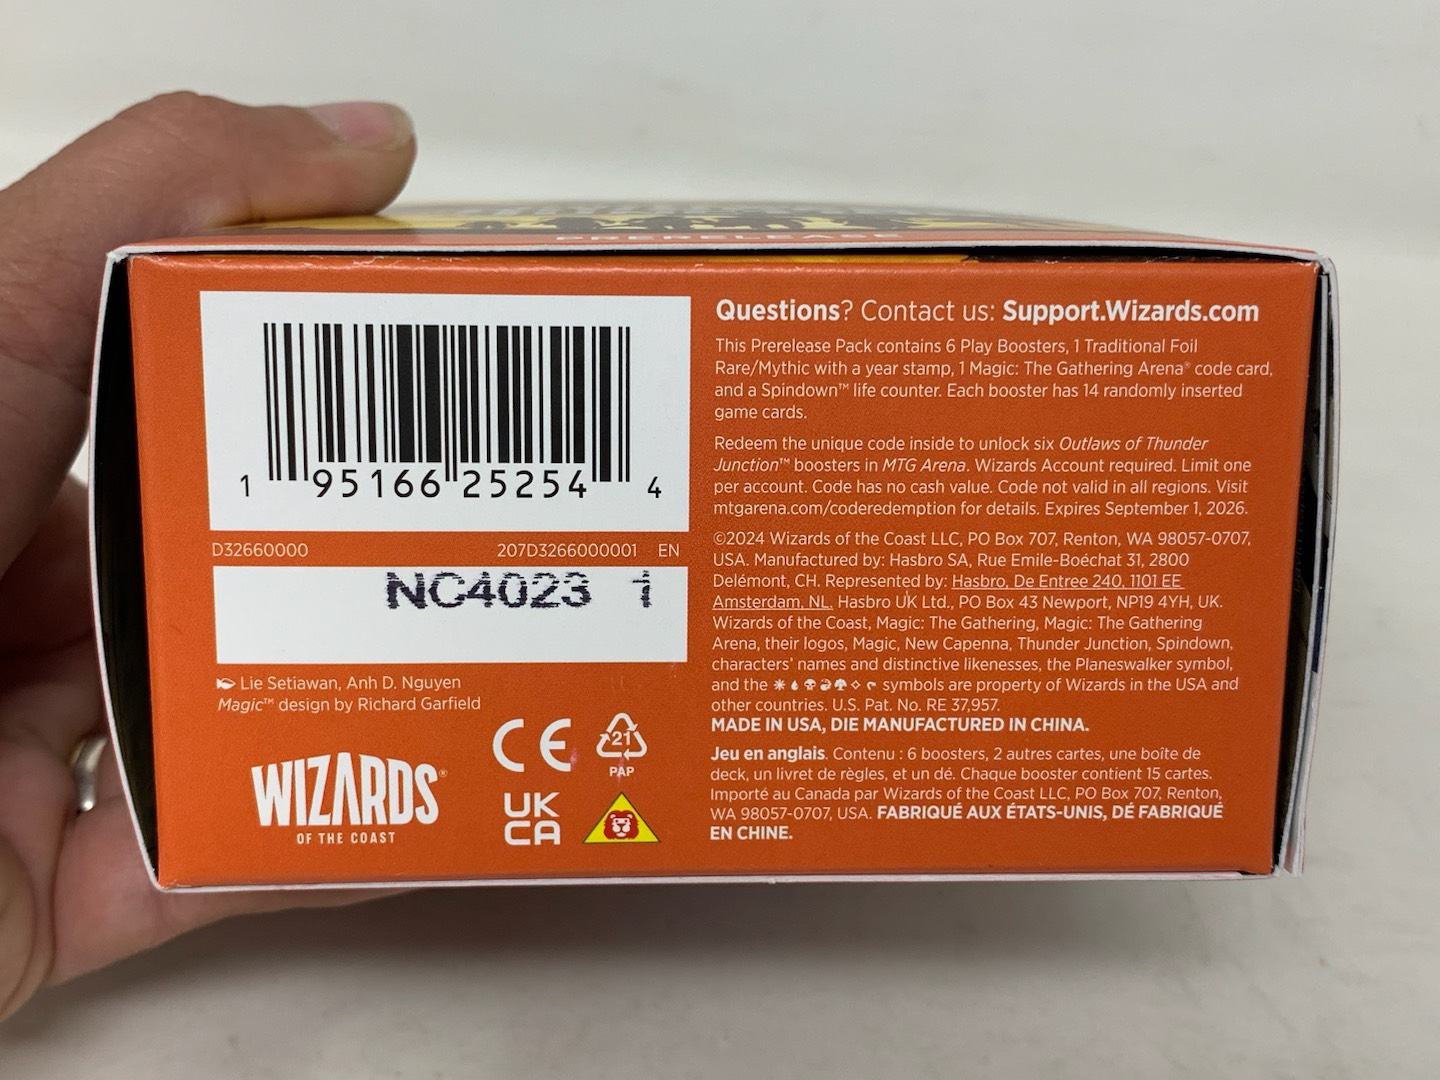 PRERELEASE
1 95166 25254 4
D32660000 207D3266000001 EN
NC4023 1
Lie Setiawan, Anh D. Nguyen
Magic™ design by Richard Garfield
WIZARDS®
OF THE COAST
CE
21
PAP
UK
CA
Questions? Contact us: Support.Wizards.com
This Prerelease Pack contains 6 Play Boosters, 1 Traditional Foil
Rare/Mythic with a year stamp, 1 Magic: The Gathering Arena® code card,
and a Spindown™ life counter. Each booster has 14 randomly inserted
game cards.
Redeem the unique code inside to unlock six Outlaws of Thunder
Junction™ boosters in MTG Arena. Wizards Account required. Limit one
per account. Code has no cash value. Code not valid in all regions. Visit
mtgarena.com/coderedemption for details. Expires September 1, 2026.
©2024 Wizards of the Coast LLC, PO Box 707, Renton, WA 98057-0707,
USA. Manufactured by: Hasbro SA, Rue Emile-Boéchat 31, 2800
Delémont, CH. Represented by: Hasbro, De Entree 240, 1101 EE
Amsterdam, NL. Hasbro UK Ltd., PO Box 43 Newport, NP19 4YH, UK.
Wizards of the Coast, Magic: The Gathering, Magic: The Gathering
Arena, their logos, Magic, New Capenna, Thunder Junction, Spindown,
characters' names and distinctive likenesses, the Planeswalker symbol,
and the symbols are property of Wizards in the USA and
other countries. U.S. Pat. No. RE 37,957.
MADE IN USA, DIE MANUFACTURED IN CHINA.
Jeu en anglais. Contenu : 6 boosters, 2 autres cartes, une boîte de
deck, un livret de règles, et un dé. Chaque booster contient 15 cartes.
Importé au Canada par Wizards of the Coast LLC, PO Box 707, Renton,
WA 98057-0707, USA. FABRIQUÉ AUX ÉTATS-UNIS, DÉ FABRIQUÉ
EN CHINE.